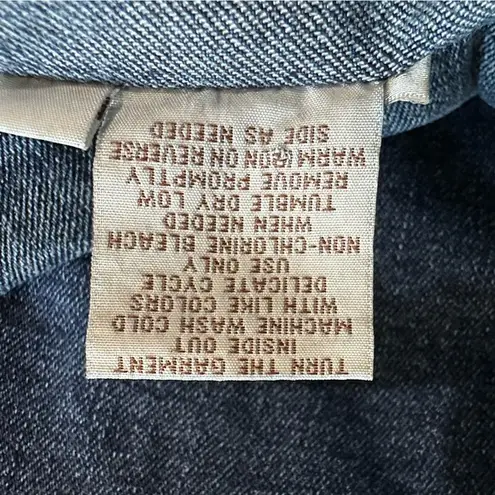 TURN THE GARMENT
INSIDE OUT
MACHINE WASH COLD
WITH LIKE COLORS
DELICATE CYCLE
USE ONLY
NON-CHLORINE BLEACH
WHEN NEEDED
TUMBLE DRY LOW
REMOVE PROMPTLY
WARM IRON ON REVERSE
SIDE AS NEEDED